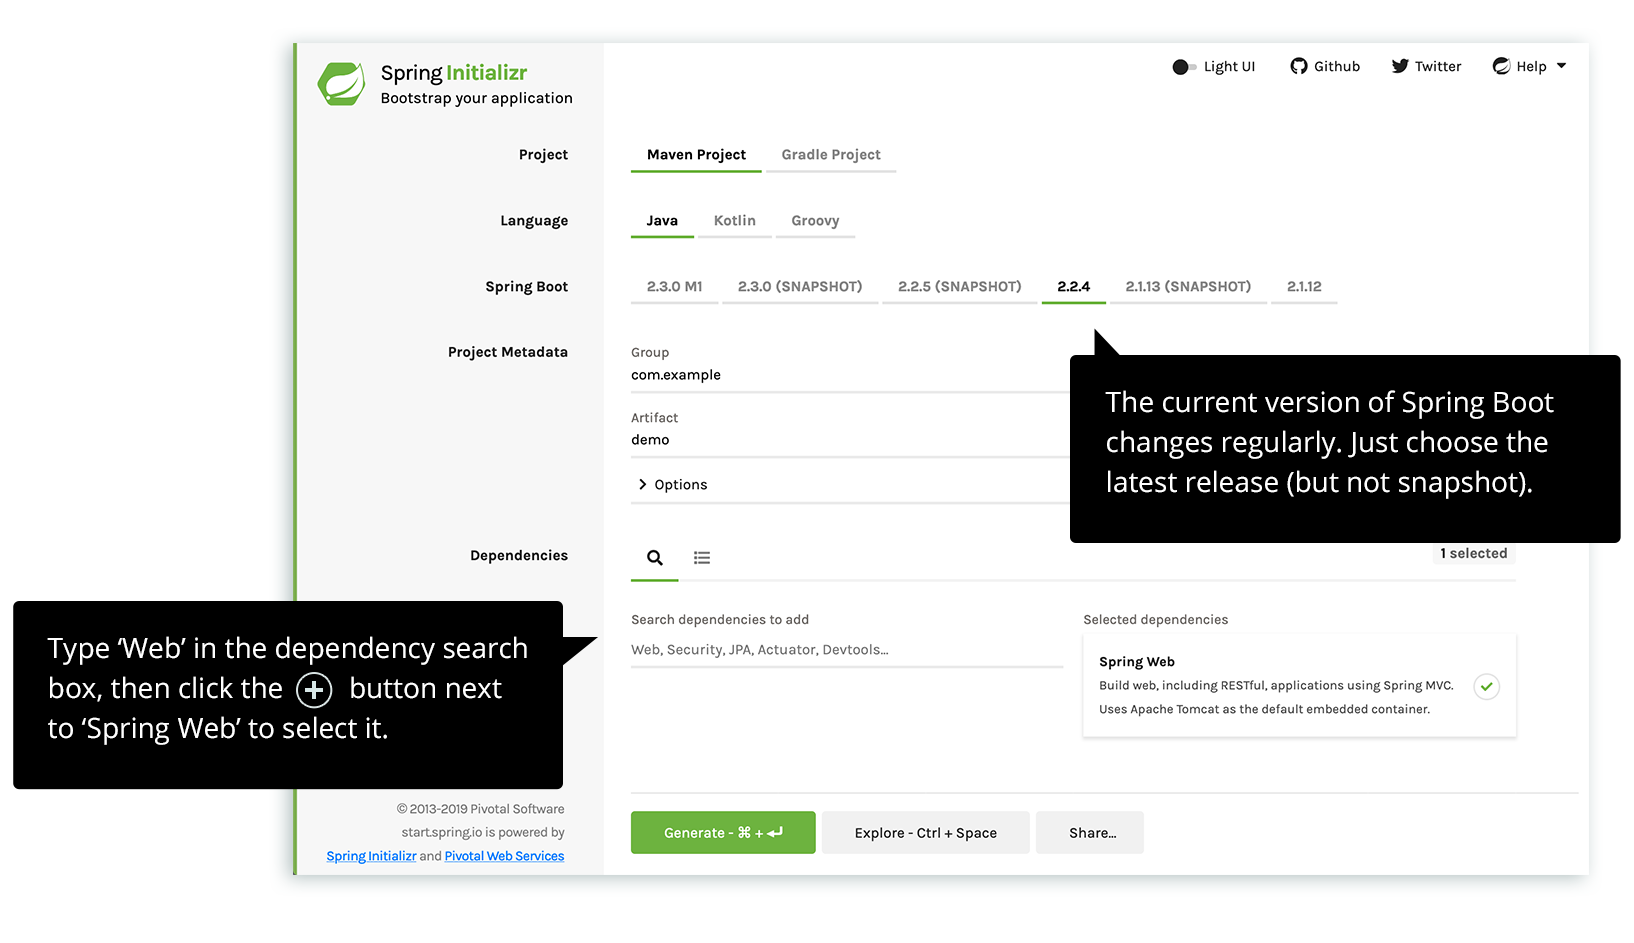 Spring Initializr
Bootstrap your application
Light UI
Github
Twitter
Help
Project
Maven Project
Gradle Project
Language
Java
Kotlin
Groovy
Spring Boot
2.3.0 M1
2.3.0 (SNAPSHOT)
2.2.5 (SNAPSHOT)
2.2.4
2.1.13 (SNAPSHOT)
2.1.12
Project Metadata
Group
com.example
Artifact
demo
Options
The current version of Spring Boot
changes regularly. Just choose the
latest release (but not snapshot).
Dependencies
1 selected
Search dependencies to add
Web, Security, JPA, Actuator, Devtools...
Selected dependencies
Spring Web
Build web, including RESTful, applications using Spring MVC.
Uses Apache Tomcat as the default embedded container.
Type ‘Web’ in the dependency search
box, then click the + button next
to ‘Spring Web’ to select it.
© 2013-2019 Pivotal Software
start.spring.io is powered by
Spring Initializr and Pivotal Web Services
Generate - ⌘ + ↵
Explore - Ctrl + Space
Share...